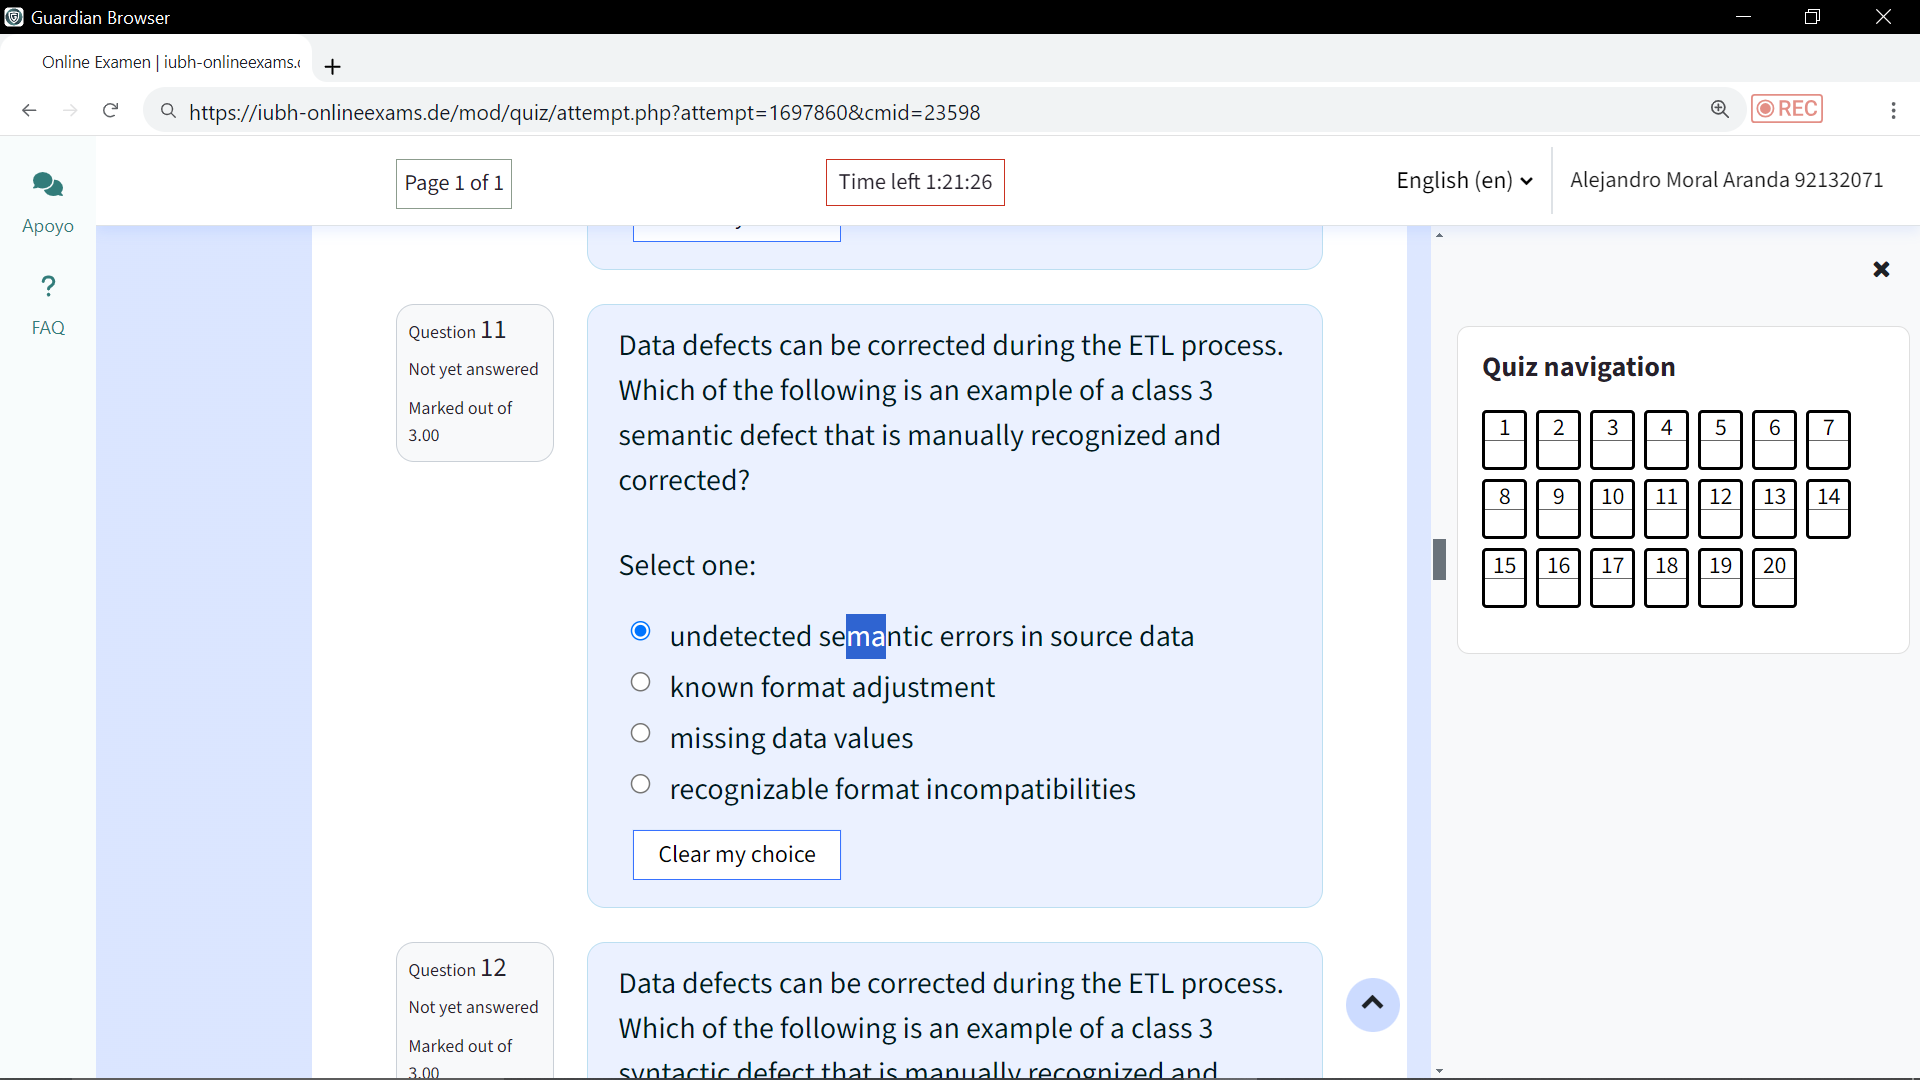 Guardian Browser
Online Examen | iubh-onlineexams.
https://iubh-onlineexams.de/mod/quiz/attempt.php?attempt=1697860&cmid=23598
REC
Page 1 of 1
Time left 1:21:26
English (en)
Alejandro Moral Aranda 92132071
Apoyo
?
FAQ
Question 11
Not yet answered
Marked out of
3.00
Data defects can be corrected during the ETL process.
Which of the following is an example of a class 3
semantic defect that is manually recognized and
corrected?
Select one:
undetected semantic errors in source data
known format adjustment
missing data values
recognizable format incompatibilities
Clear my choice
Question 12
Not yet answered
Marked out of
3.00
Data defects can be corrected during the ETL process.
Which of the following is an example of a class 3
syntactic defect that is manually recognized and
Quiz navigation
1 2 3 4 5 6 7
8 9 10 11 12 13 14
15 16 17 18 19 20